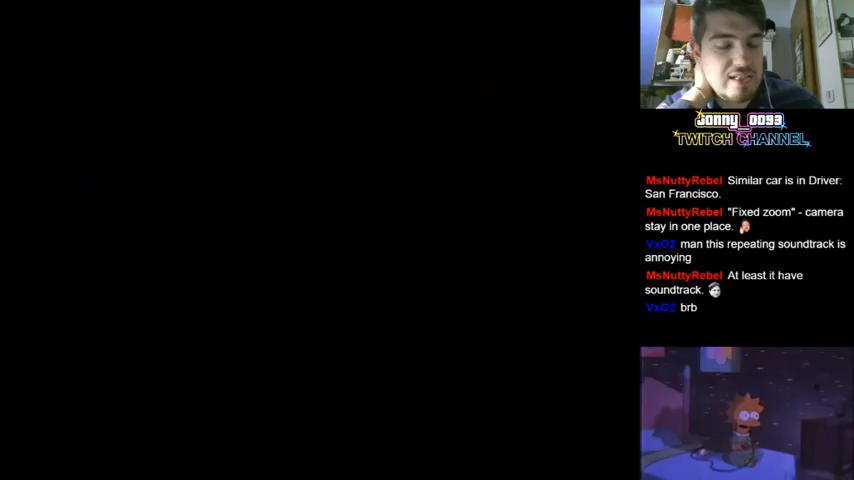 Jonny_0093
TWITCH CHANNEL
MsNuttyRebel Similar car is in Driver:
San Francisco.
MsNuttyRebel "Fixed zoom" - camera
stay in one place.
VxO2 man this repeating soundtrack is
annoying
MsNuttyRebel At least it have
soundtrack.
VxO2 brb